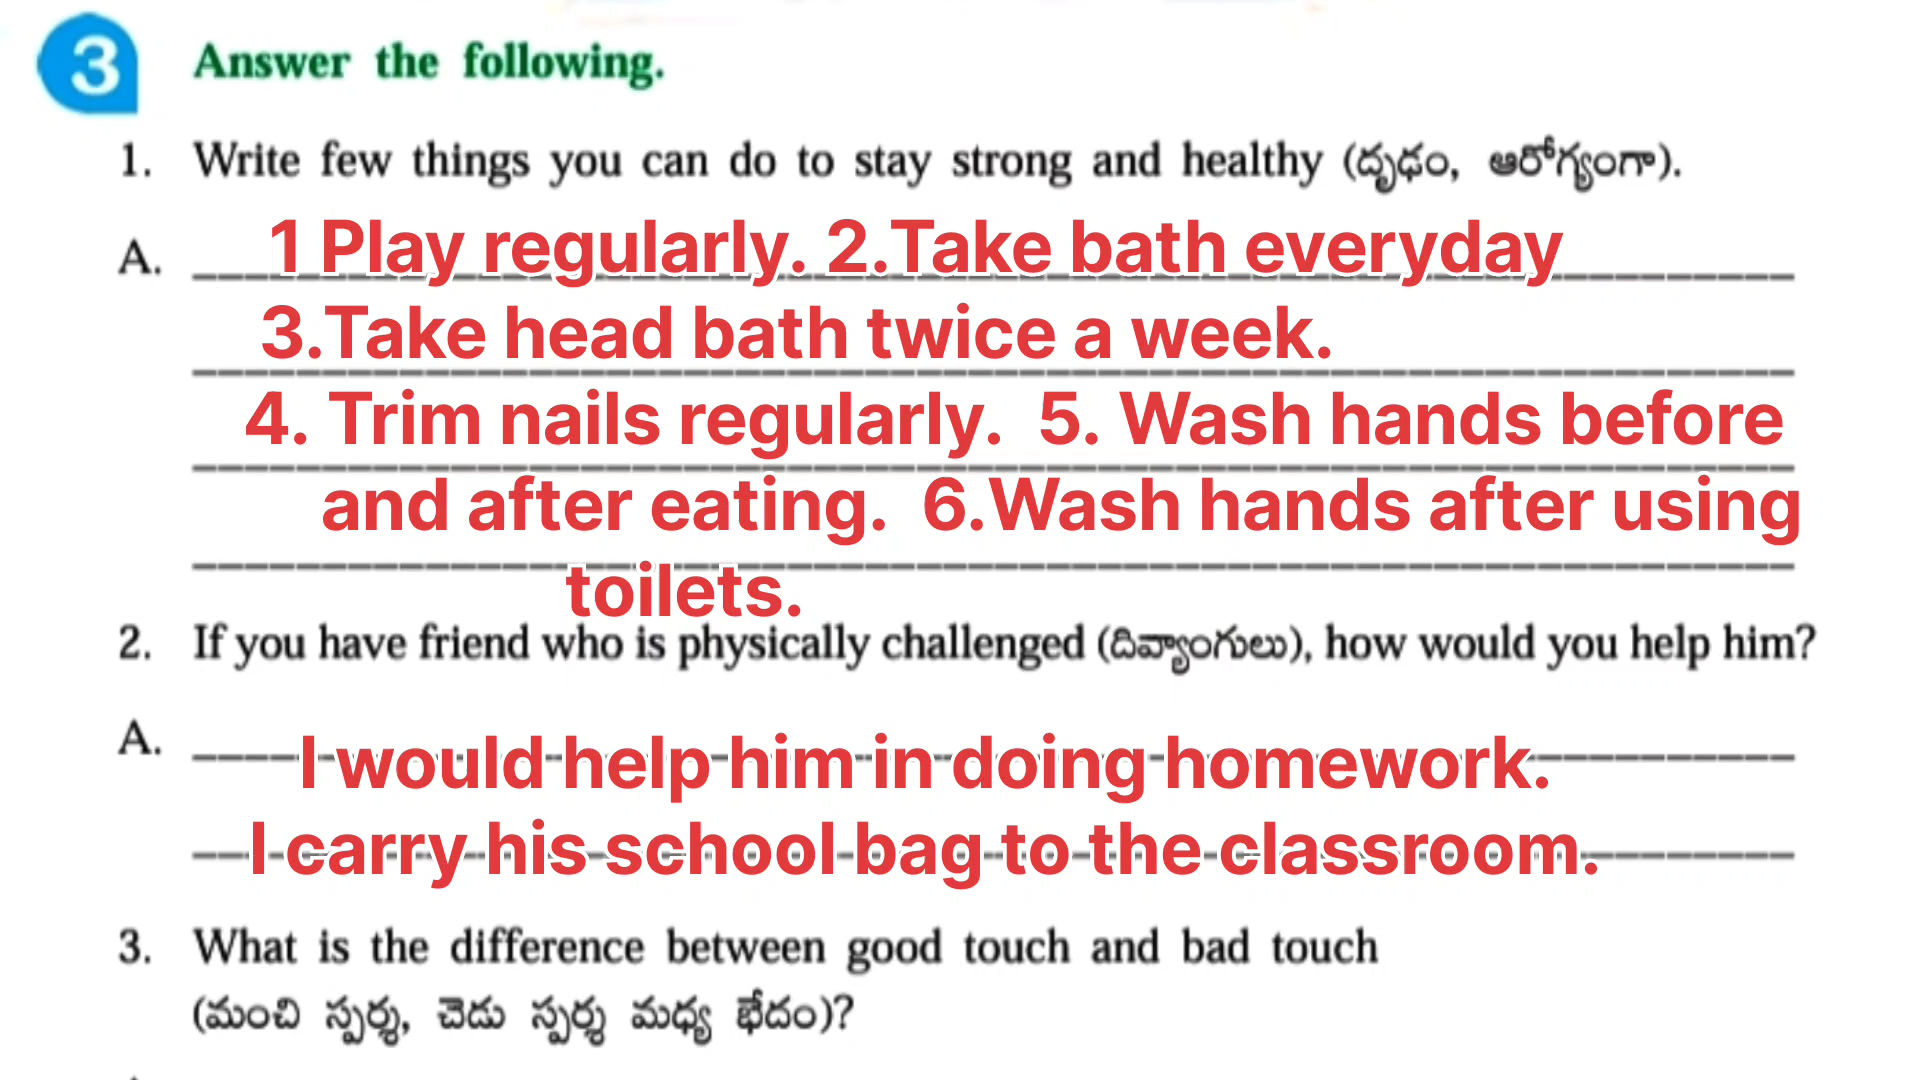 3 Answer the following.
1. Write few things you can do to stay strong and healthy (దృఢం, ఆరోగ్యంగా).
A. 1 Play regularly. 2.Take bath everyday
3.Take head bath twice a week.
4. Trim nails regularly. 5. Wash hands before
and after eating. 6.Wash hands after using
toilets.
2. If you have friend who is physically challenged (దివ్యాంగులు), how would you help him?
A. I would help him in doing homework.
I carry his school bag to the classroom.
3. What is the difference between good touch and bad touch
(మంచి స్పర్శ, చెడు స్పర్శ మధ్య భేదం)?